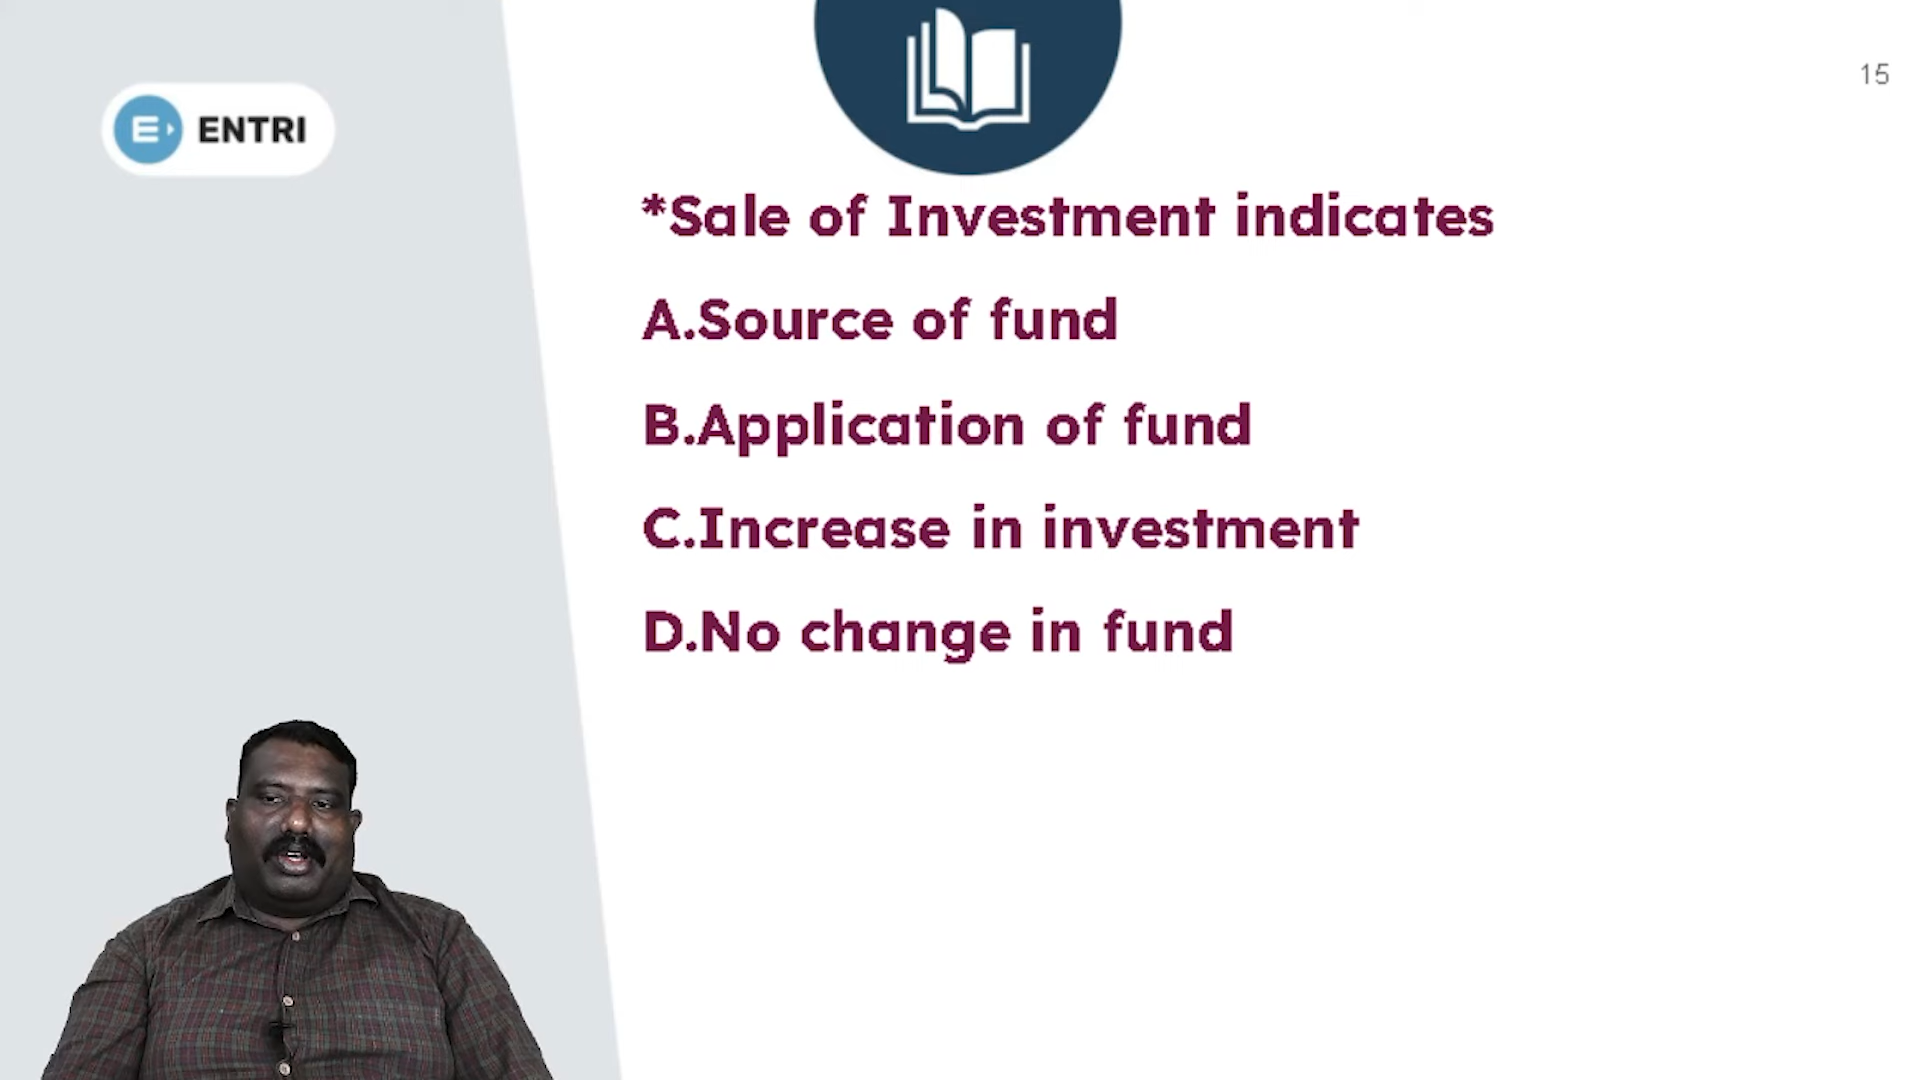 15
E ENTRI
*Sale of Investment indicates
A.Source of fund
B.Application of fund
C.Increase in investment
D.No change in fund